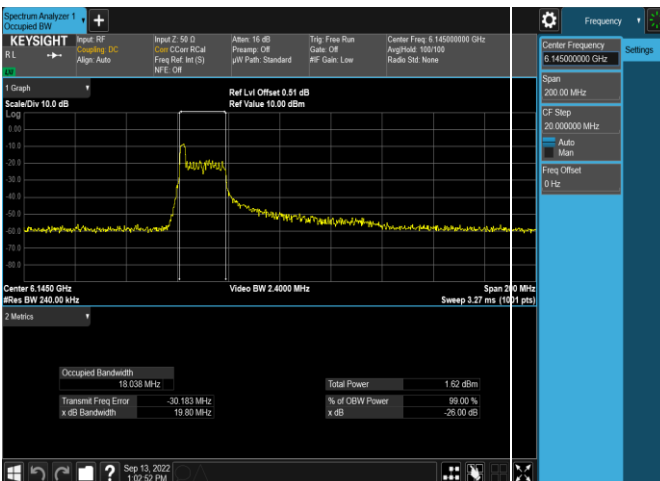 Spectrum Analyzer 1
Occupied BW
+
Frequency
KEYSIGHT
Input: RF
Input Z: 50 Ω
Atten: 16 dB
Trig: Free Run
Center Freq: 6.145000000 GHz
RL
Coupling: DC
Corr CCorr RCal
Preamp: Off
Gate: Off
Avg|Hold: 100/100
Align: Auto
Freq Ref: Int (S)
µW Path: Standard
#IF Gain: Low
Radio Std: None
NFE: Off
Center Frequency
6.145000000 GHz
Settings
Span
200.00 MHz
CF Step
20.000000 MHz
Auto
Man
Freq Offset
0 Hz
1 Graph
Ref Lvl Offset 0.51 dB
Scale/Div 10.0 dB
Ref Value 10.00 dBm
Log
0.00
-10.0
-20.0
-30.0
-40.0
-50.0
-60.0
-70.0
-80.0
Center 6.1450 GHz
Video BW 2.4000 MHz
Span 200 MHz
#Res BW 240.00 kHz
Sweep 3.27 ms (1001 pts)
2 Metrics
Occupied Bandwidth
18.038 MHz
Total Power
1.62 dBm
Transmit Freq Error
-30.183 MHz
% of OBW Power
99.00 %
x dB Bandwidth
19.80 MHz
x dB
-26.00 dB
?
Sep 13, 2022
1:02:52 PM